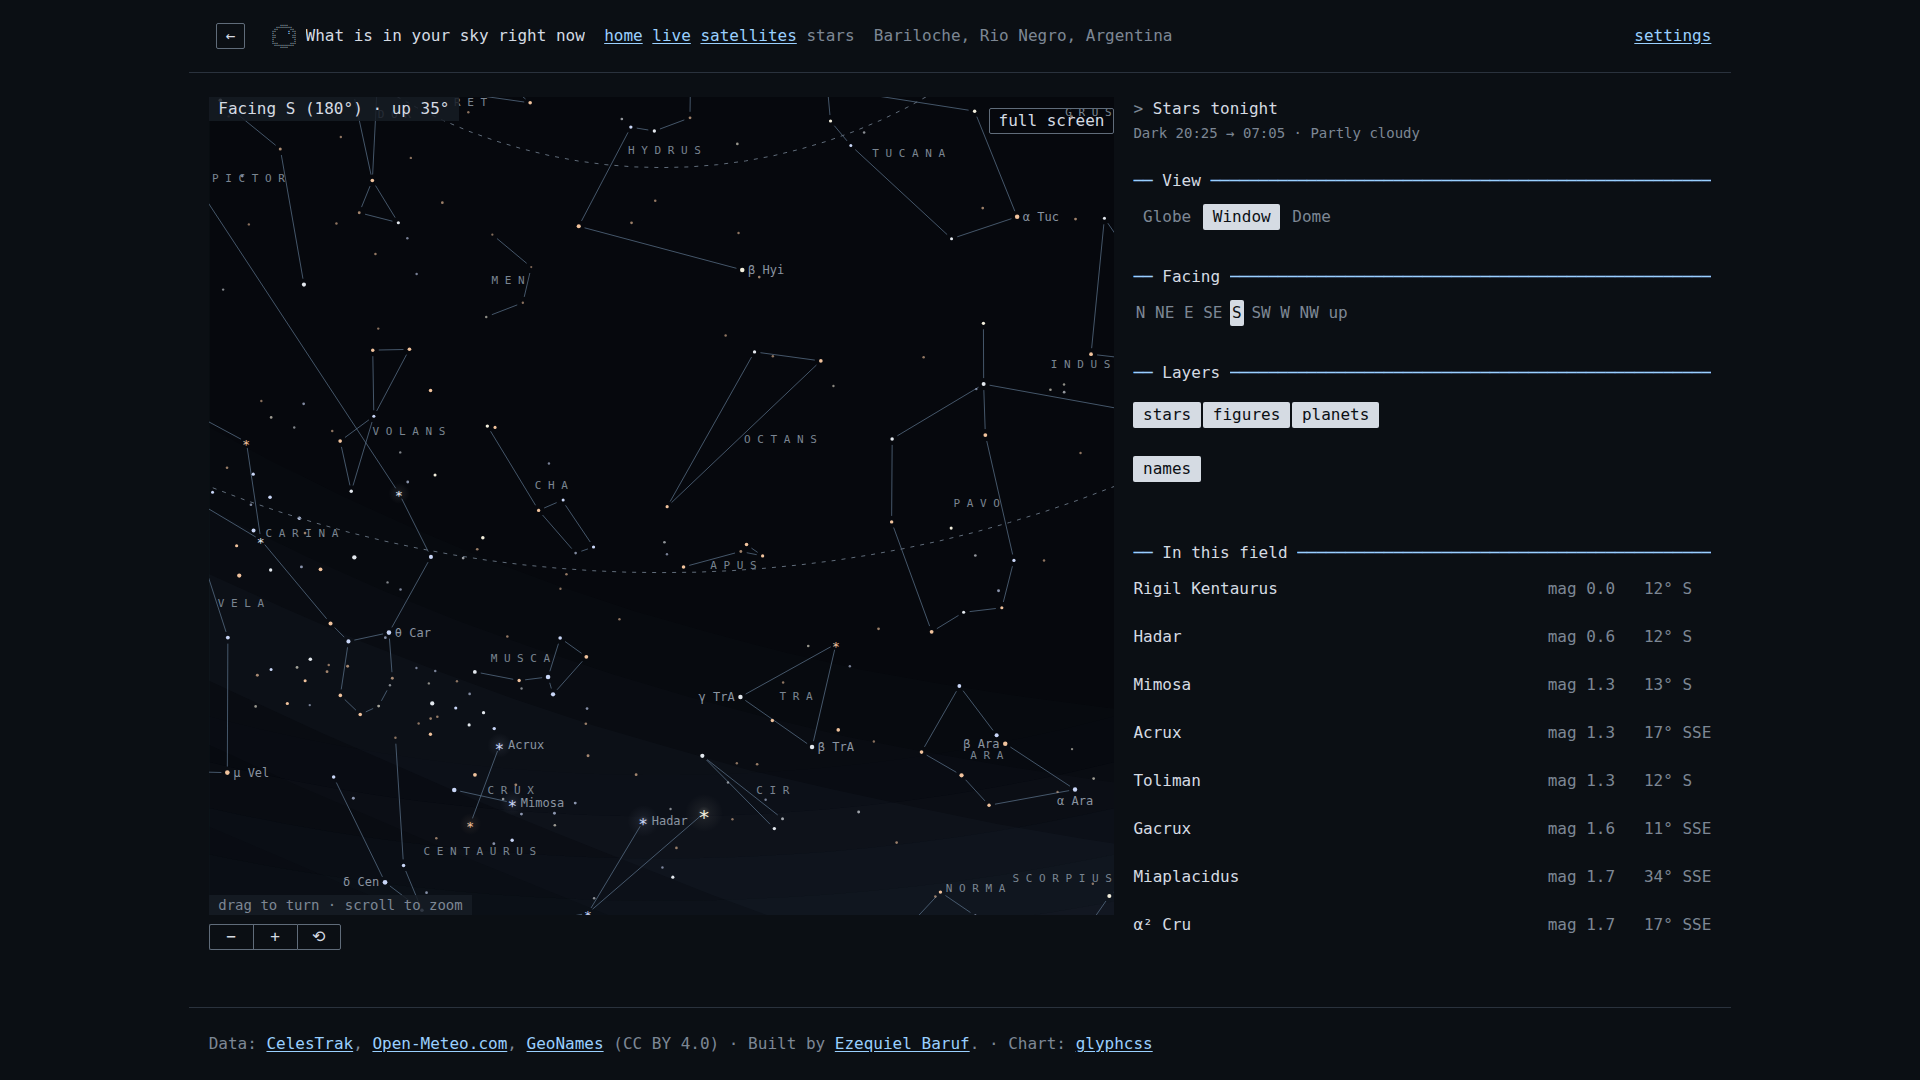 ← What is in your sky right now home live satellites stars Bariloche, Rio Negro, Argentina settings
Facing S (180°) · up 35°
RET
full screen
GRUS
HYDRUS
TUCANA
PICTOR
α Tuc
β Hyi
MEN
INDUS
VOLANS
OCTANS
CHA
PAVO
CARINA
APUS
VELA
θ Car
MUSCA
γ TrA
TRA
β TrA
Acrux
β Ara
ARA
μ Vel
CRUX
CIR
Mimosa
α Ara
Hadar
CENTAURUS
δ Cen
SCORPIUS
NORMA
drag to turn · scroll to zoom
− + ⟲
> Stars tonight
Dark 20:25 → 07:05 · Partly cloudy
View
Globe Window Dome
Facing
N NE E SE S SW W NW up
Layers
stars figures planets
names
In this field
Rigil Kentaurus mag 0.0 12° S
Hadar mag 0.6 12° S
Mimosa mag 1.3 13° S
Acrux mag 1.3 17° SSE
Toliman mag 1.3 12° S
Gacrux mag 1.6 11° SSE
Miaplacidus mag 1.7 34° SSE
α² Cru mag 1.7 17° SSE
Data: CelesTrak, Open-Meteo.com, GeoNames (CC BY 4.0) · Built by Ezequiel Baruf. · Chart: glyphcss